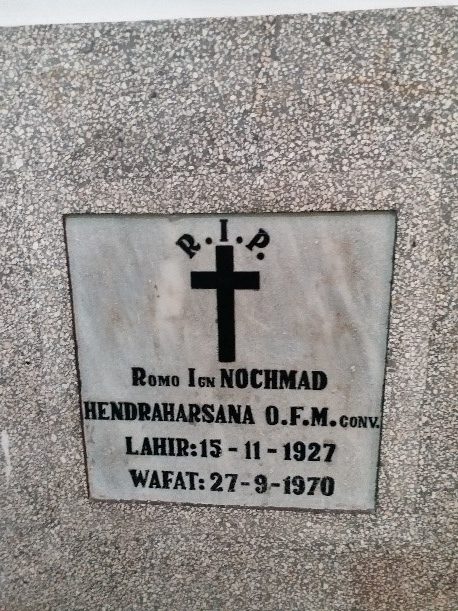 R.I.P.
ROMO IGN NOCHMAD
HENDRAHARSANA O.F.M. CONV.
LAHIR: 15-11-1927
WAFAT: 27-9-1970